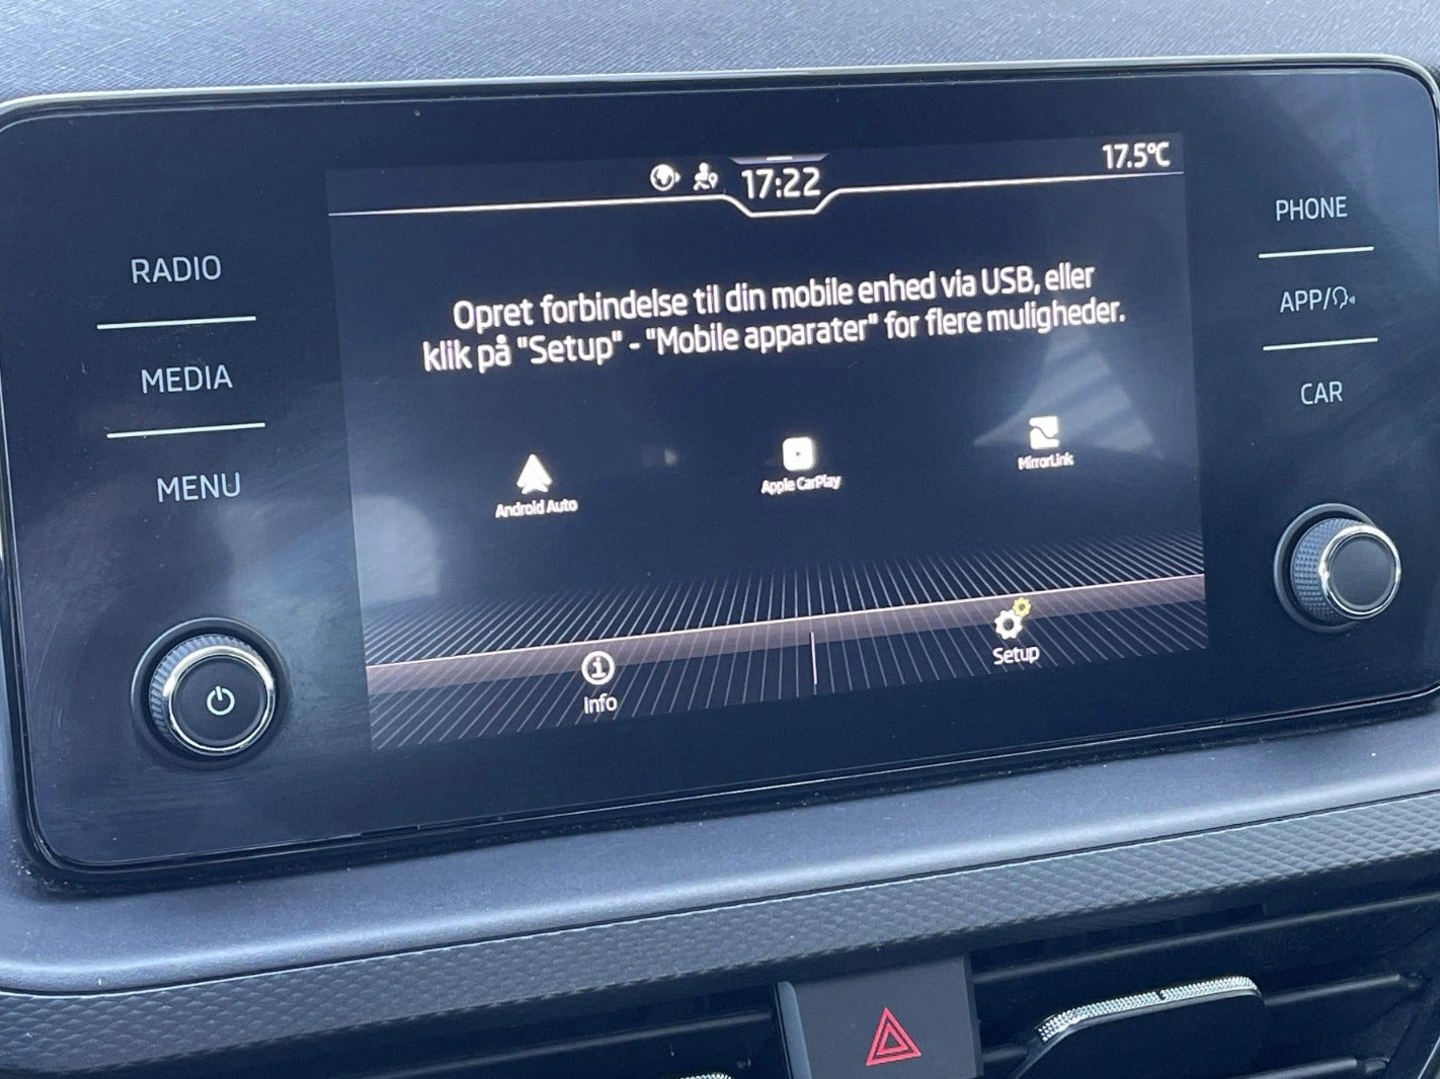 17:22
17.5°C
RADIO
MEDIA
MENU
PHONE
APP/
CAR
Opret forbindelse til din mobile enhed via USB, eller
klik på "Setup" - "Mobile apparater" for flere muligheder.
Android Auto
Apple CarPlay
MirrorLink
Info
Setup